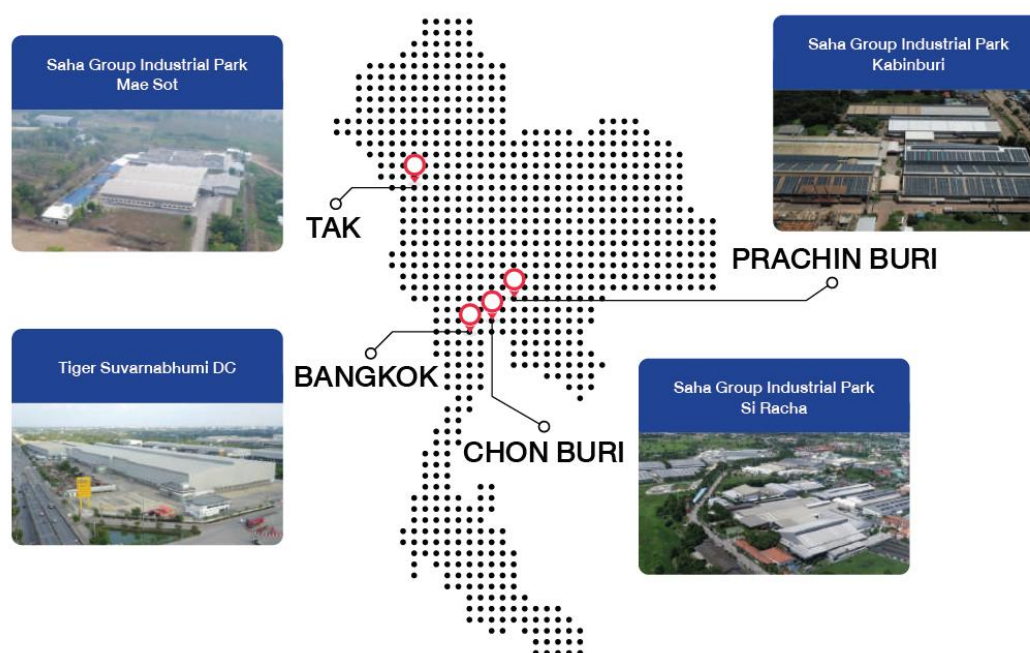 Saha Group Industrial Park
Mae Sot
Saha Group Industrial Park
Kabinburi
TAK
PRACHIN BURI
Tiger Suvarnabhumi DC
BANGKOK
Saha Group Industrial Park
Si Racha
CHON BURI